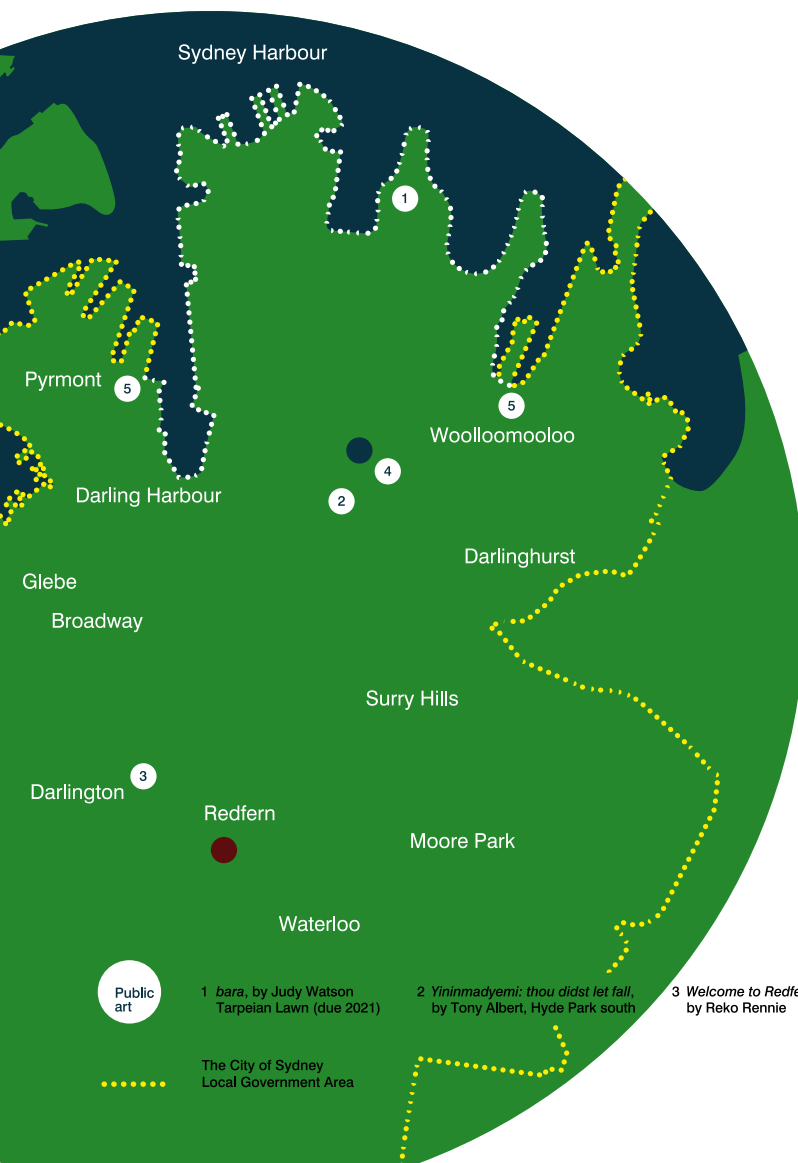 Sydney Harbour
1
Pyrmont
5
5
Woolloomooloo
4
2
Darling Harbour
Darlinghurst
Glebe
Broadway
Surry Hills
3
Darlington
Redfern
Moore Park
Waterloo
Public
art
1 bara, by Judy Watson
Tarpeian Lawn (due 2021)
2 Yininmadyemi: thou didst let fall,
by Tony Albert, Hyde Park south
3 Welcome to Redfe
by Reko Rennie
The City of Sydney
Local Government Area